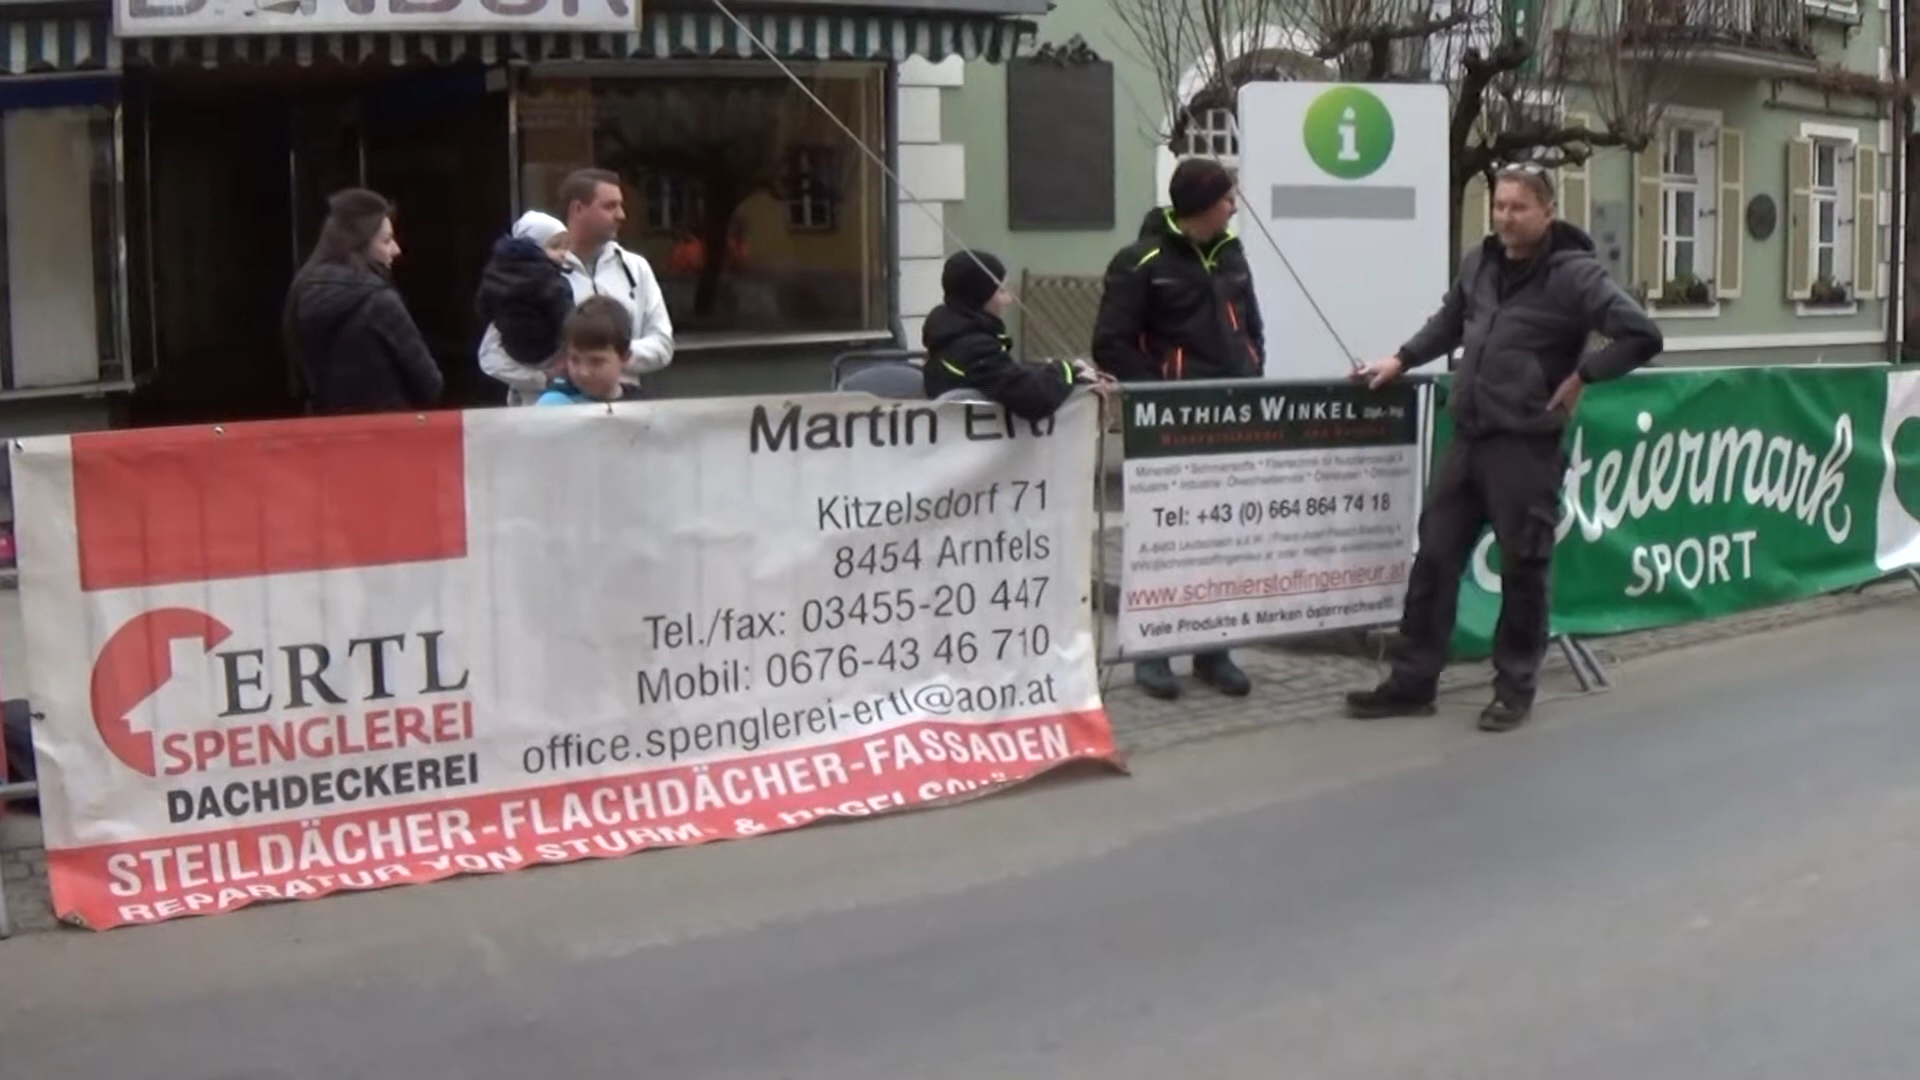 Martin Ertl
Kitzelsdorf 71
8454 Arnfels
Tel./fax: 03455-20 447
Mobil: 0676-43 46 710
office.spenglerei-ertl@aon.at
ERTL
SPENGLEREI
DACHDECKEREI
STEILDÄCHER-FLACHDÄCHER-FASSADEN
REPARATUR VON STURM- & HAGEL
MATHIAS WINKEL
Tel: +43 (0) 664 864 74 18
www.schmierstoffingenieur.at
Viele Produkte & Marken österreichweit!
i
Steiermark
SPORT